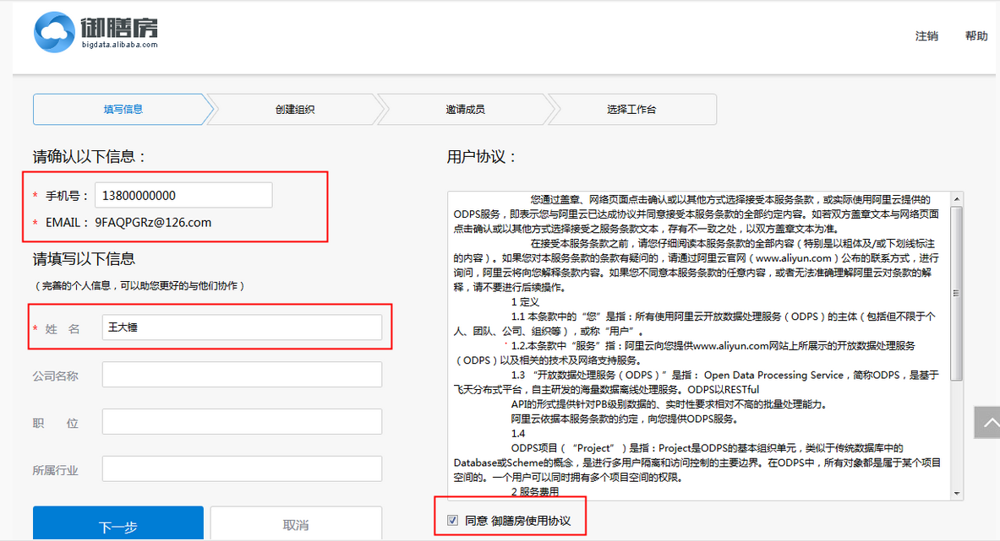 御膳房
bigdata.alibaba.com
注销 帮助
填写信息 创建组织 邀请成员 选择工作台
请确认以下信息：
* 手机号： 13800000000
* EMAIL： 9FAQPGRz@126.com
请填写以下信息
（完善的个人信息，可以助您更好的与他们协作）
* 姓 名 王大锤
公司名称
职 位
所属行业
下一步 取消
用户协议：
您通过盖章、网络页面点击确认或以其他方式选择接受本服务条款，或实际使用阿里云提供的
ODPS服务，即表示您与阿里云已达成协议并同意接受本服务条款的全部约定内容。如若双方盖章文本与网络页面
点击确认或以其他方式选择接受之服务条款文本，存有不一致之处，以双方盖章文本为准。
在接受本服务条款之前，请您仔细阅读本服务条款的全部内容（特别是以粗体及/或下划线标注
的内容）。如果您对本服务条款的条款有疑问的，请通过阿里云官网（www.aliyun.com）公布的联系方式，进行
询问，阿里云将向您解释条款内容。如果您不同意本服务条款的任意内容，或者无法准确理解阿里云对条款的解
释，请不要进行后续操作。
1 定义
1.1 本条款中的“您”是指：所有使用阿里云开放数据处理服务（ODPS）的主体（包括但不限于个
人、团队、公司、组织等），或称“用户”。
1.2.本条款中“服务”指：阿里云向您提供www.aliyun.com网站上所展示的开放数据处理服务
（ODPS）以及相关的技术及网络支持服务。
1.3 “开放数据处理服务（ODPS）”是指： Open Data Processing Service，简称ODPS，是基于
飞天分布式平台，自主研发的海量数据离线处理服务。ODPS以RESTful
API的形式提供针对PB级别数据的、实时性要求相对不高的批量处理能力。
阿里云依据本服务条款的约定，向您提供ODPS服务。
1.4
ODPS项目（“Project”）是指：Project是ODPS的基本组织单元，类似于传统数据库中的
Database或Scheme的概念，是进行多用户隔离和访问控制的主要边界。在ODPS中，所有对象都是属于某个项目
空间的。一个用户可以同时拥有多个项目空间的权限。
2 服务费用
同意 御膳房使用协议